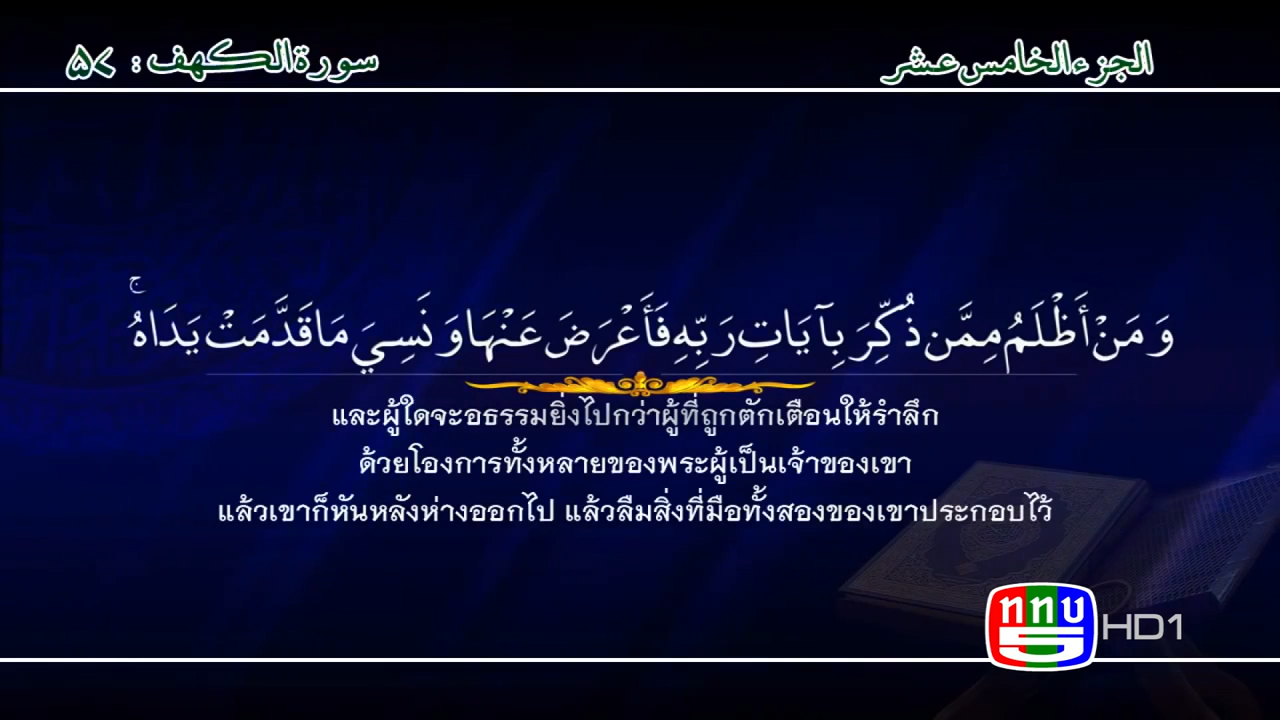 الجزء الخامس عشر
سورة الكهف : ۵۷
وَمَنْ أَظْلَمُ مِمَّن ذُكِّرَ بِآيَاتِ رَبِّهِ فَأَعْرَضَ عَنْهَا وَنَسِيَ مَا قَدَّمَتْ يَدَاهُ ۚ
และผู้ใดจะอธรรมยิ่งไปกว่าผู้ที่ถูกตักเตือนให้รำลึก
ด้วยโองการทั้งหลายของพระผู้เป็นเจ้าของเขา
แล้วเขาก็หันหลังห่างออกไป แล้วลืมสิ่งที่มือทั้งสองของเขาประกอบไว้
ททบ 5 HD1